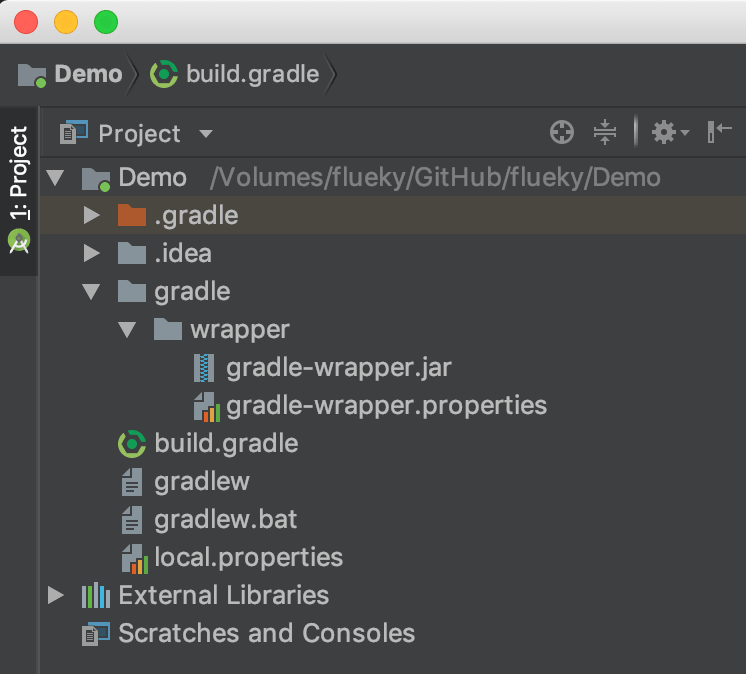 Demo build.gradle
1: Project
Project
Demo /Volumes/flueky/GitHub/flueky/Demo
.gradle
.idea
gradle
wrapper
gradle-wrapper.jar
gradle-wrapper.properties
build.gradle
gradlew
gradlew.bat
local.properties
External Libraries
Scratches and Consoles